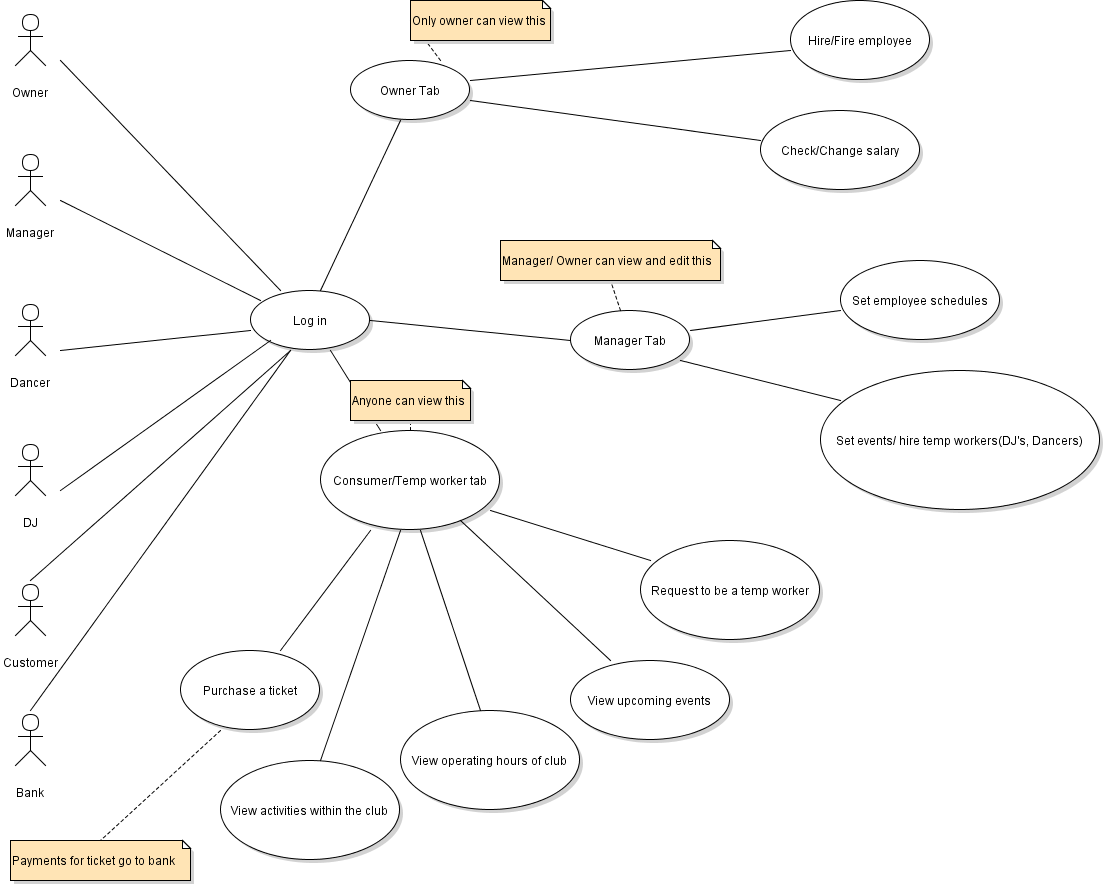 Only owner can view this
Hire/Fire employee
Owner
Owner Tab
Check/Change salary
Manager
Manager/ Owner can view and edit this
Set employee schedules
Log in
Manager Tab
Dancer
Anyone can view this
Set events/ hire temp workers(DJ's, Dancers)
Consumer/Temp worker tab
DJ
Request to be a temp worker
Customer
Purchase a ticket
View upcoming events
View operating hours of club
Bank
View activities within the club
Payments for ticket go to bank